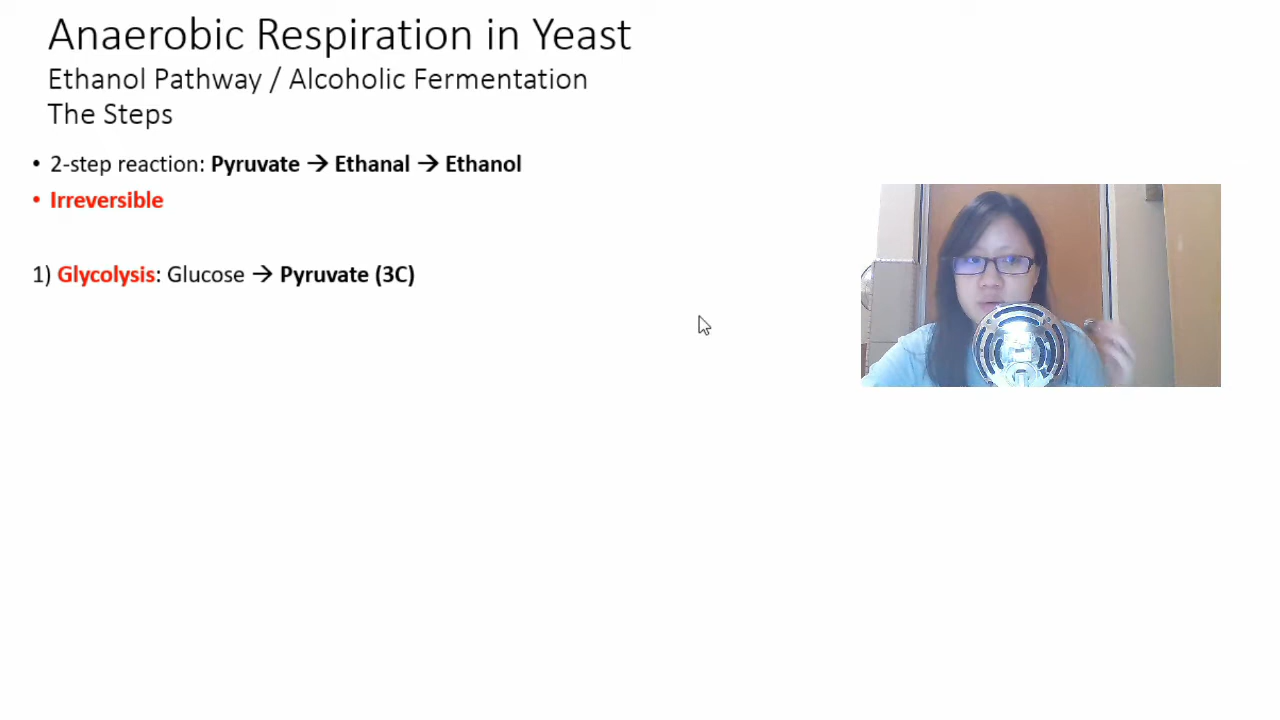 Anaerobic Respiration in Yeast
Ethanol Pathway / Alcoholic Fermentation
The Steps
• 2-step reaction: Pyruvate → Ethanal → Ethanol
• Irreversible
1) Glycolysis: Glucose → Pyruvate (3C)